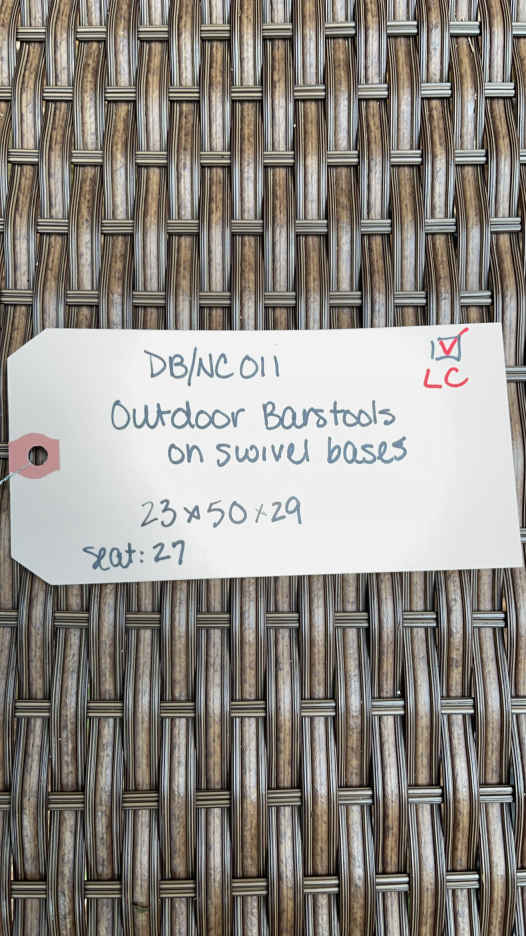 DB/NC011
1 ☑
LC
Outdoor Barstools
on swivel bases
23x50x29
seat: 27